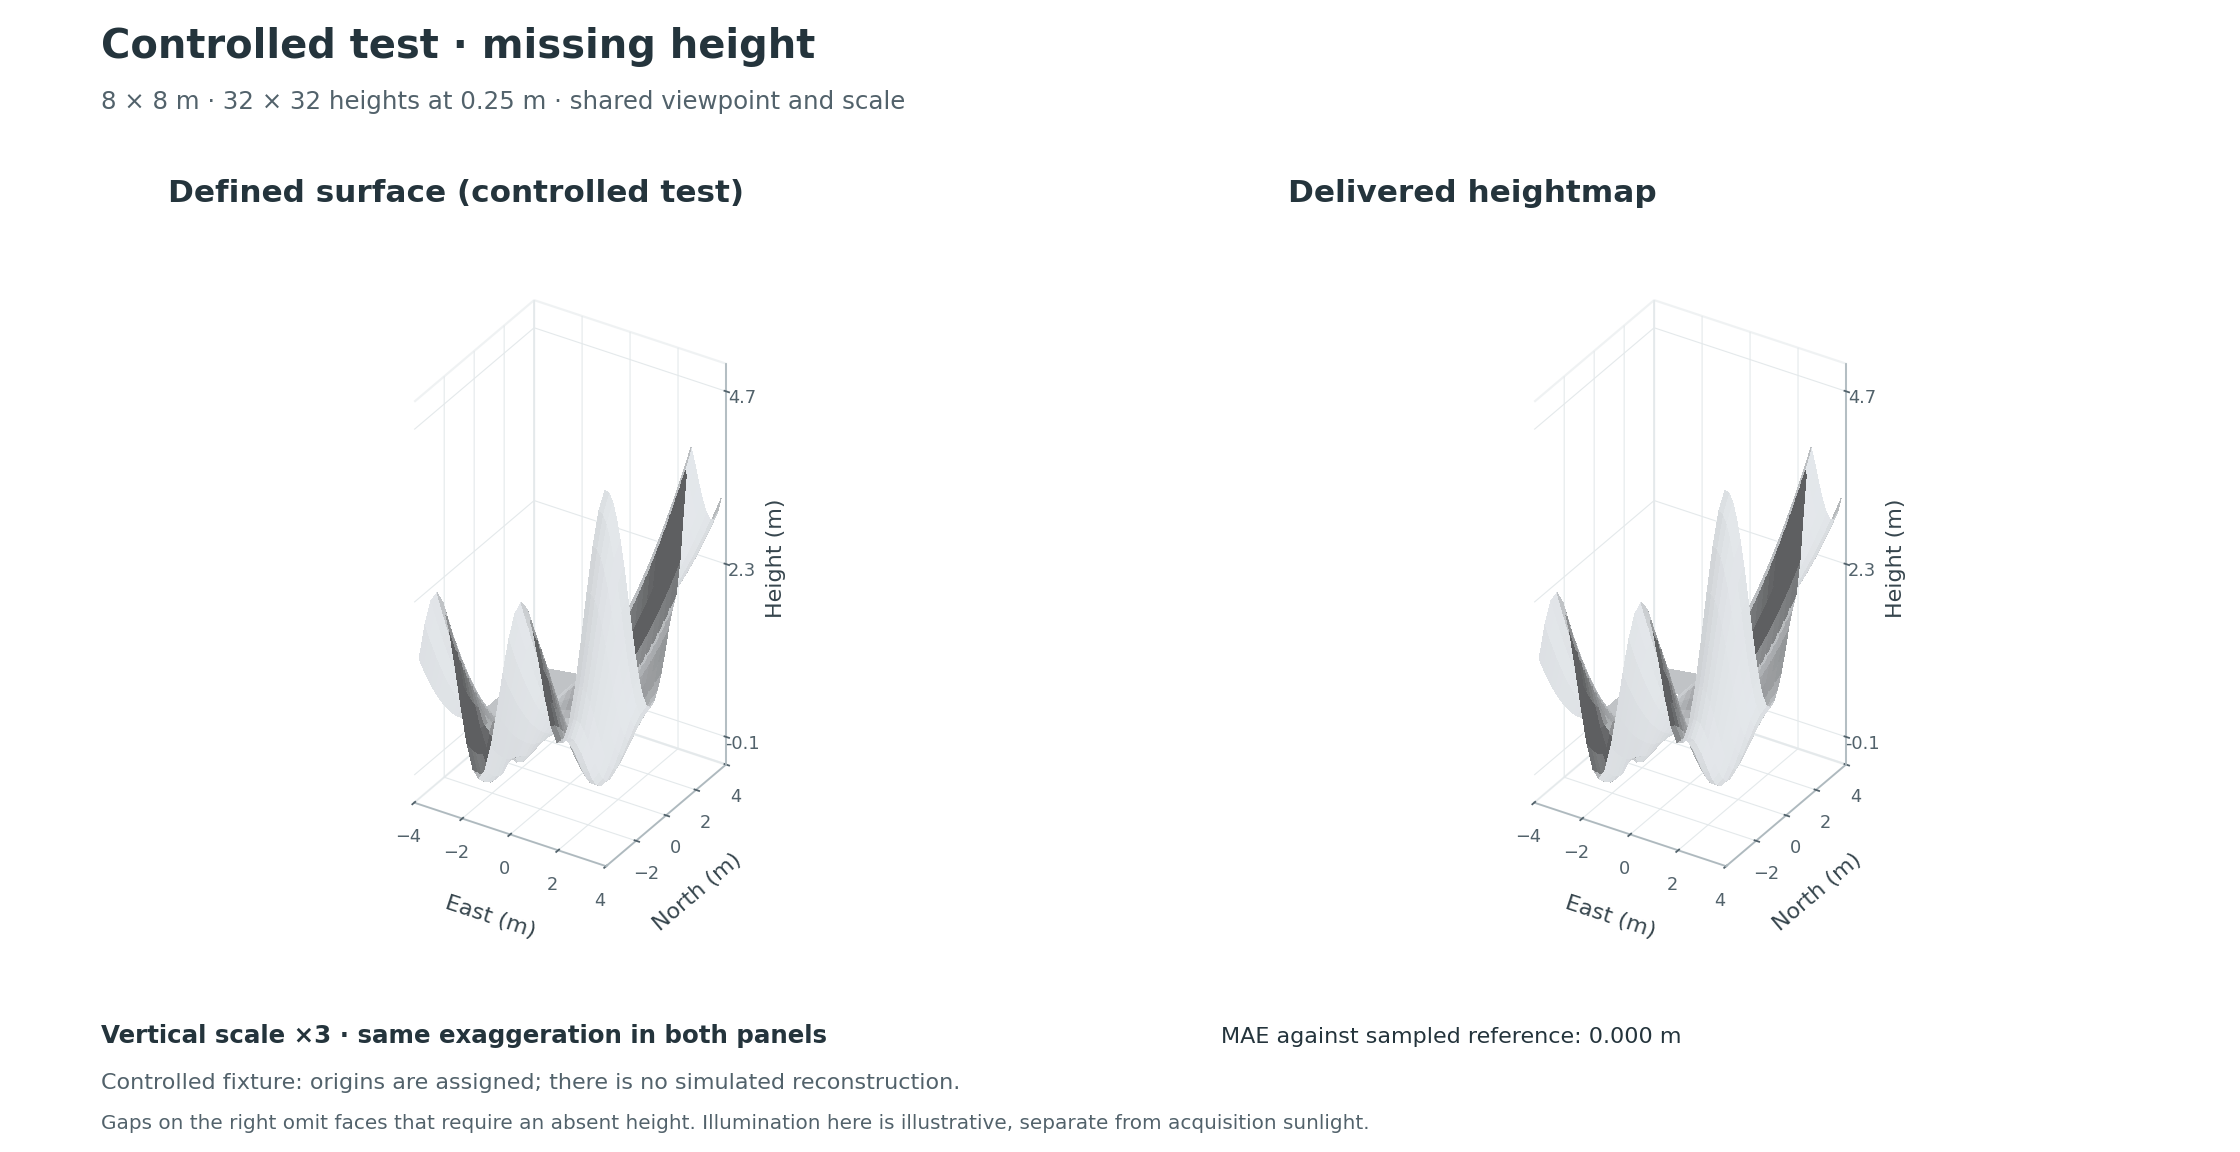 Controlled test · missing height
8 × 8 m · 32 × 32 heights at 0.25 m · shared viewpoint and scale
Defined surface (controlled test)
4.7
2.3
-0.1
Height (m)
−4
−2
0
2
4
East (m)
−2
0
2
4
North (m)
Delivered heightmap
4.7
2.3
-0.1
Height (m)
−4
−2
0
2
4
East (m)
−2
0
2
4
North (m)
Vertical scale ×3 · same exaggeration in both panels
MAE against sampled reference: 0.000 m
Controlled fixture: origins are assigned; there is no simulated reconstruction.
Gaps on the right omit faces that require an absent height. Illumination here is illustrative, separate from acquisition sunlight.